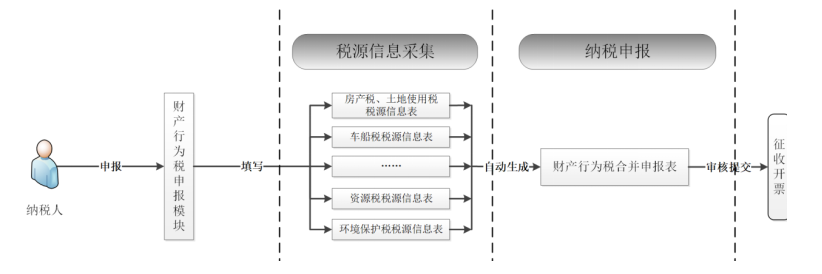 税源信息采集
纳税申报
纳税人
申报
财产行为税申报模块
填写
房产税、土地使用税
税源信息表
车船税税源信息表
……
资源税税源信息表
环境保护税税源信息表
自动生成
财产行为税合并申报表
审核提交
征收开票